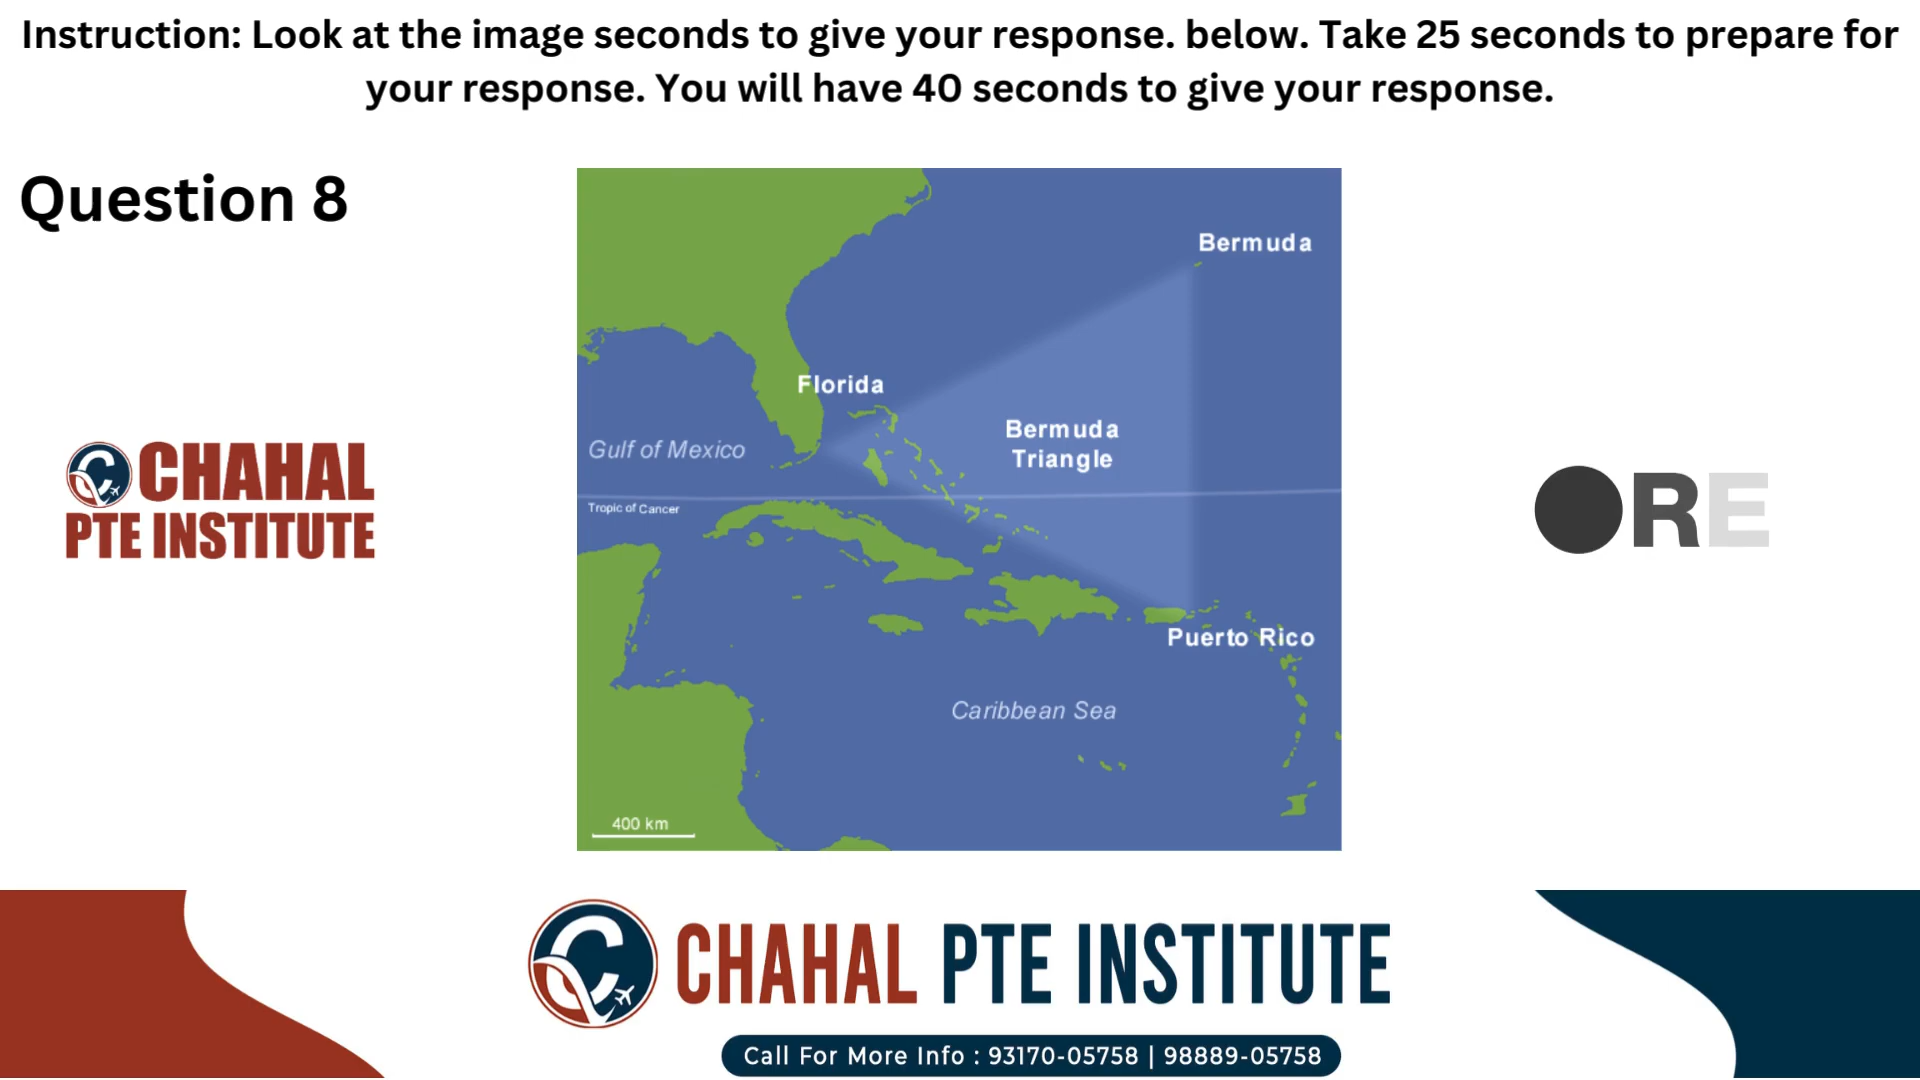 Instruction: Look at the image seconds to give your response. below. Take 25 seconds to prepare for
your response. You will have 40 seconds to give your response.
Question 8
Bermuda
Florida
Bermuda
Triangle
Gulf of Mexico
Tropic of Cancer
Puerto Rico
Caribbean Sea
400 km
CHAHAL
PTE INSTITUTE
ORE
CHAHAL PTE INSTITUTE
Call For More Info : 93170-05758 | 98889-05758